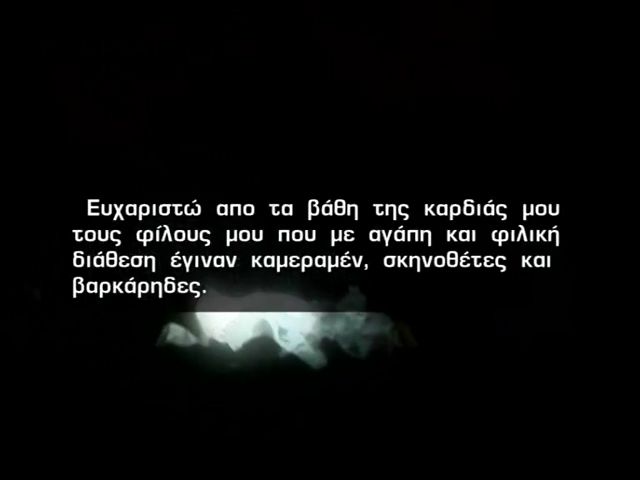 Ευχαριστώ απο τα βάθη της καρδιάς μου
τους φίλους μου που με αγάπη και φιλική
διάθεση έγιναν καμεραμέν, σκηνοθέτες και
βαρκάρηδες.